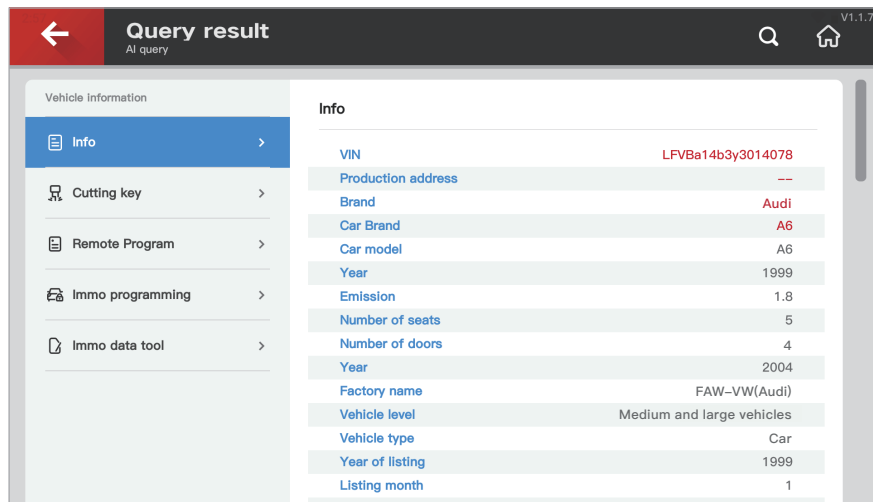 Query result
AI query
V1.1.7
Vehicle information
Info
Cutting key
Remote Program
Immo programming
Immo data tool
Info
VIN LFVBa14b3y3014078
Production address --
Brand Audi
Car Brand A6
Car model A6
Year 1999
Emission 1.8
Number of seats 5
Number of doors 4
Year 2004
Factory name FAW-VW(Audi)
Vehicle level Medium and large vehicles
Vehicle type Car
Year of listing 1999
Listing month 1